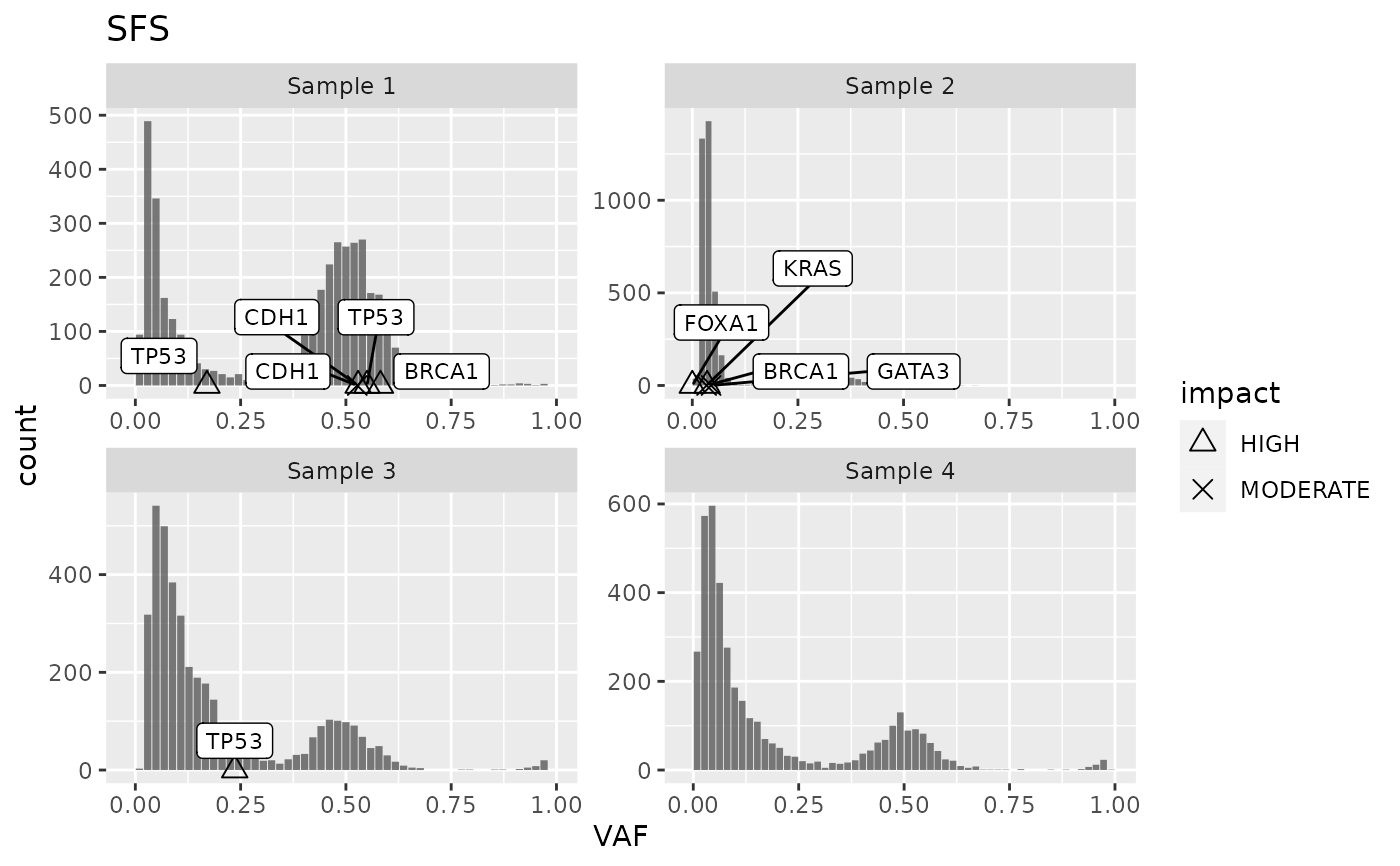 SFS
Sample 1
Sample 2
500
400
300
200
100
0
CDH1
TP53
TP53
CDH1
BRCA1
0.00 0.25 0.50 0.75 1.00
1000
500
0
KRAS
FOXA1
BRCA1
GATA3
0.00 0.25 0.50 0.75 1.00
Sample 3
Sample 4
400
200
0
TP53
0.00 0.25 0.50 0.75 1.00
600
400
200
0
0.00 0.25 0.50 0.75 1.00
count
VAF
impact
HIGH
MODERATE